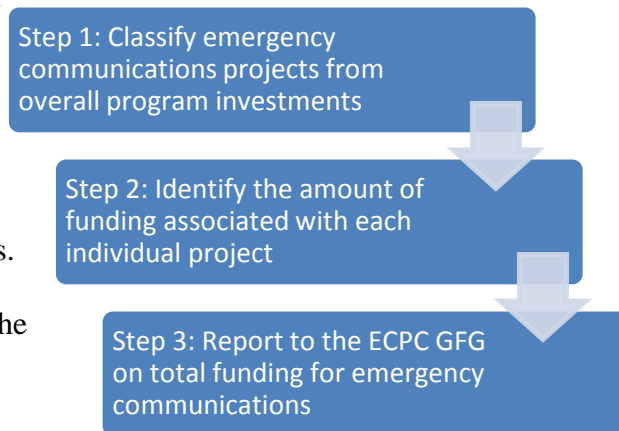 Step 1: Classify emergency
communications projects from
overall program investments
Step 2: Identify the amount of
funding associated with each
individual project
s.
he
Step 3: Report to the ECPC GFG
on total funding for emergency
communications